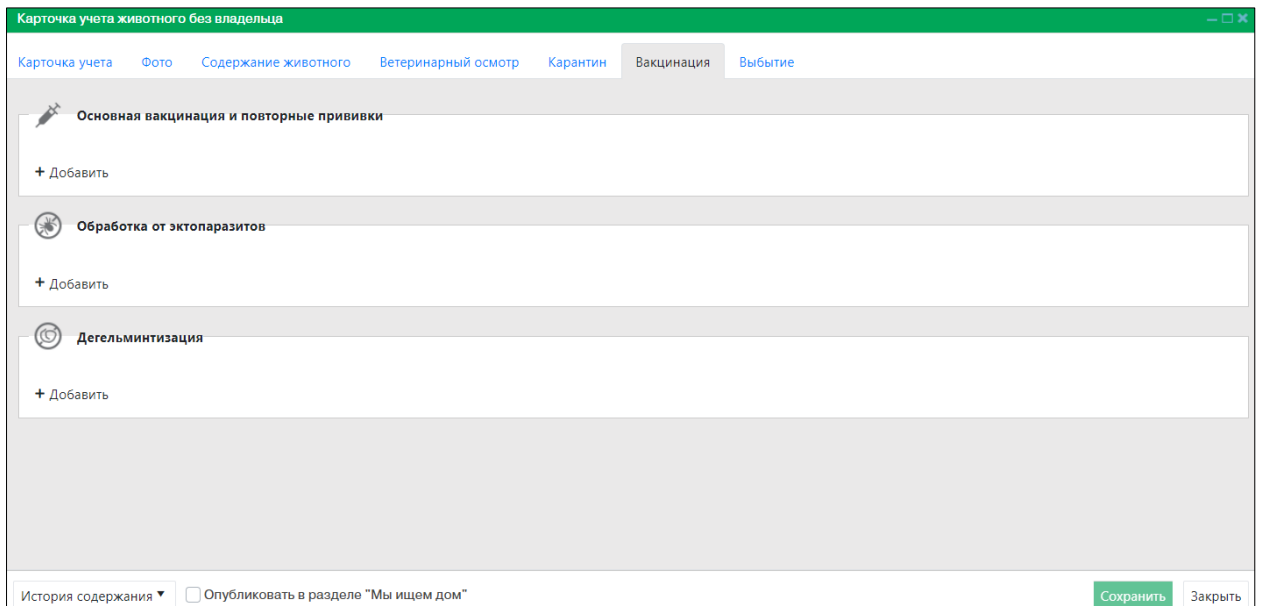 Карточка учета животного без владельца
Карточка учета Фото Содержание животного Ветеринарный осмотр Карантин Вакцинация Выбытие
Основная вакцинация и повторные прививки
+ Добавить
Обработка от эктопаразитов
+ Добавить
Дегельминтизация
+ Добавить
История содержания ▼ Опубликовать в разделе "Мы ищем дом" Сохранить Закрыть